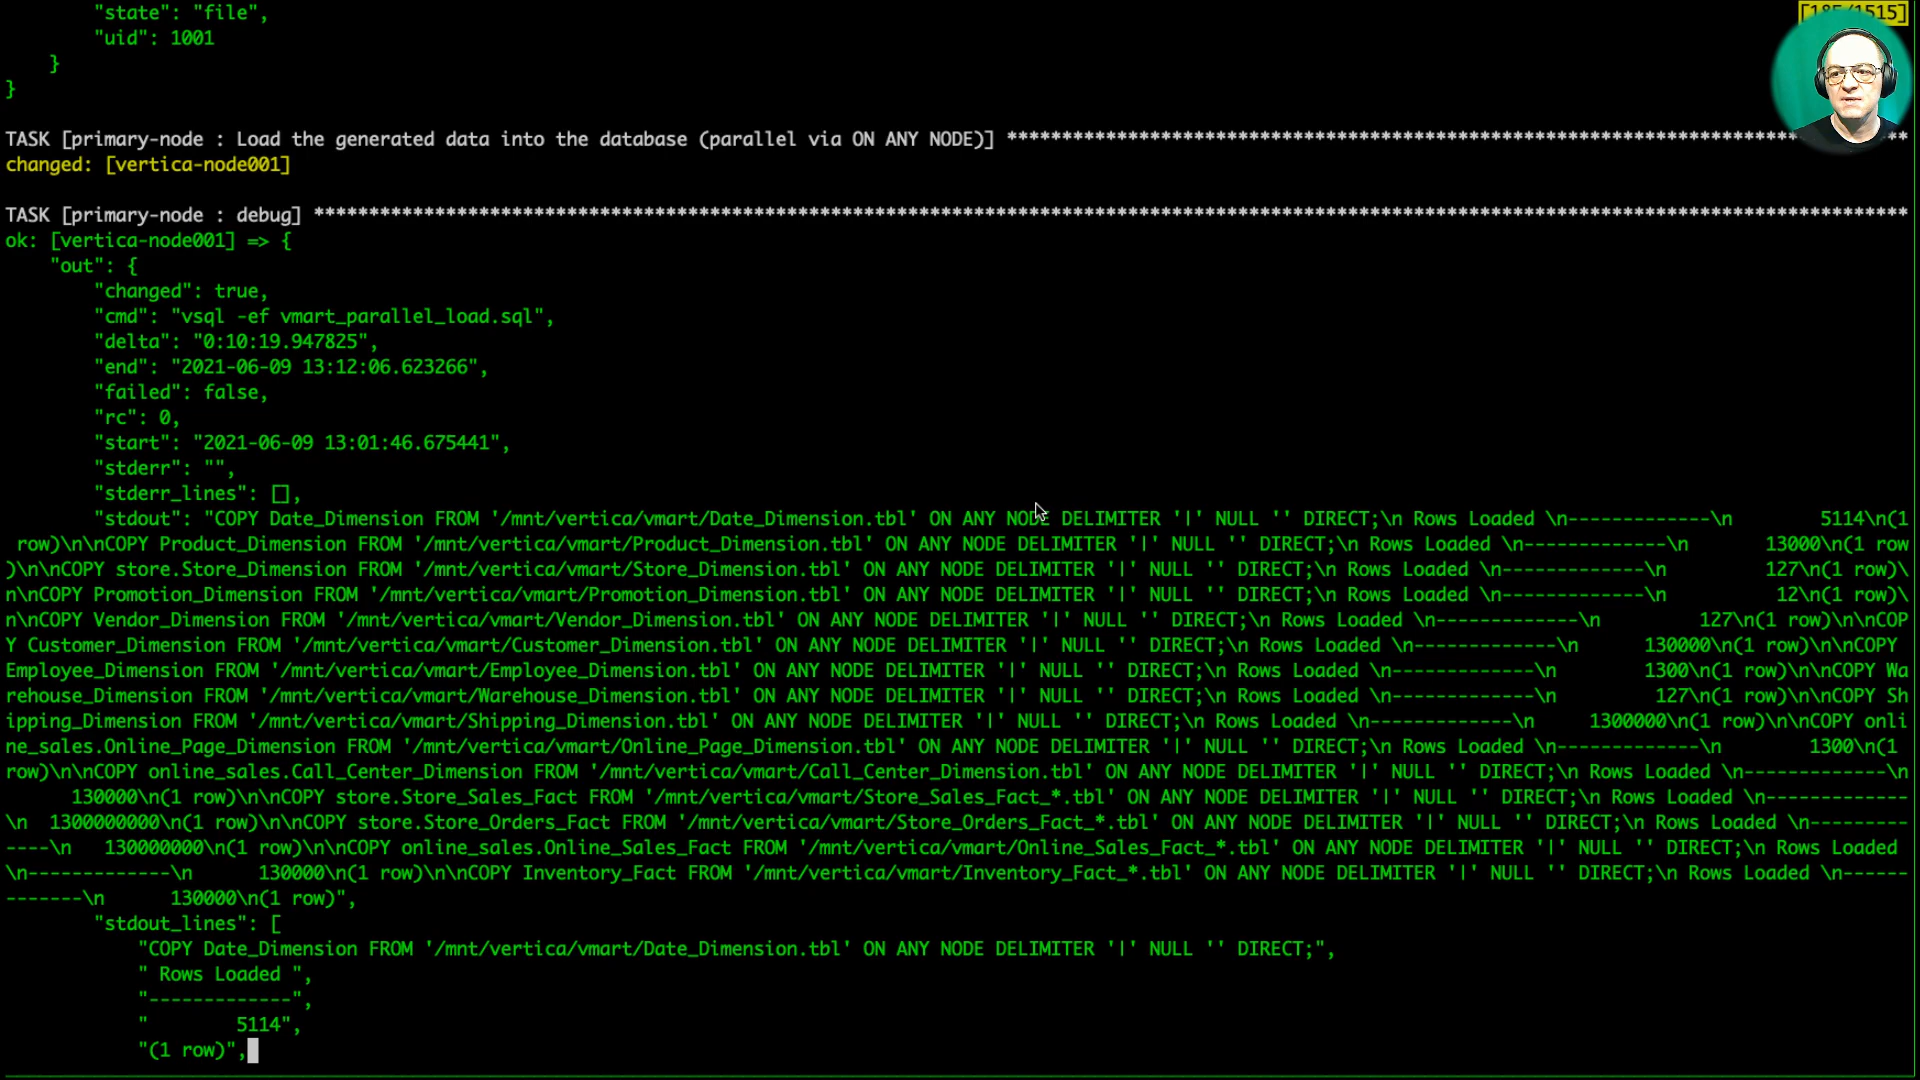 "state": "file",
"uid": 1001
}
}
[185/1515]
TASK [primary-node : Load the generated data into the database (parallel via ON ANY NODE)] ************************************************************************
changed: [vertica-node001]
TASK [primary-node : debug] *************************************************************************************************************************************************
ok: [vertica-node001] => {
"out": {
"changed": true,
"cmd": "vsql -ef vmart_parallel_load.sql",
"delta": "0:10:19.947825",
"end": "2021-06-09 13:12:06.623266",
"failed": false,
"rc": 0,
"start": "2021-06-09 13:01:46.675441",
"stderr": "",
"stderr_lines": [],
"stdout": "COPY Date_Dimension FROM '/mnt/vertica/vmart/Date_Dimension.tbl' ON ANY NODE DELIMITER '|' NULL '' DIRECT;\n Rows Loaded \n-------------\n        5114\n(1
row)\n\nCOPY Product_Dimension FROM '/mnt/vertica/vmart/Product_Dimension.tbl' ON ANY NODE DELIMITER '|' NULL '' DIRECT;\n Rows Loaded \n-------------\n       13000\n(1 row
)\n\nCOPY store.Store_Dimension FROM '/mnt/vertica/vmart/Store_Dimension.tbl' ON ANY NODE DELIMITER '|' NULL '' DIRECT;\n Rows Loaded \n-------------\n         127\n(1 row)\
n\nCOPY Promotion_Dimension FROM '/mnt/vertica/vmart/Promotion_Dimension.tbl' ON ANY NODE DELIMITER '|' NULL '' DIRECT;\n Rows Loaded \n-------------\n          12\n(1 row)\
n\nCOPY Vendor_Dimension FROM '/mnt/vertica/vmart/Vendor_Dimension.tbl' ON ANY NODE DELIMITER '|' NULL '' DIRECT;\n Rows Loaded \n-------------\n         127\n(1 row)\n\nCOP
Y Customer_Dimension FROM '/mnt/vertica/vmart/Customer_Dimension.tbl' ON ANY NODE DELIMITER '|' NULL '' DIRECT;\n Rows Loaded \n-------------\n      130000\n(1 row)\n\nCOPY
Employee_Dimension FROM '/mnt/vertica/vmart/Employee_Dimension.tbl' ON ANY NODE DELIMITER '|' NULL '' DIRECT;\n Rows Loaded \n-------------\n        1300\n(1 row)\n\nCOPY Wa
rehouse_Dimension FROM '/mnt/vertica/vmart/Warehouse_Dimension.tbl' ON ANY NODE DELIMITER '|' NULL '' DIRECT;\n Rows Loaded \n-------------\n         127\n(1 row)\n\nCOPY Sh
ipping_Dimension FROM '/mnt/vertica/vmart/Shipping_Dimension.tbl' ON ANY NODE DELIMITER '|' NULL '' DIRECT;\n Rows Loaded \n-------------\n     1300000\n(1 row)\n\nCOPY onli
ne_sales.Online_Page_Dimension FROM '/mnt/vertica/vmart/Online_Page_Dimension.tbl' ON ANY NODE DELIMITER '|' NULL '' DIRECT;\n Rows Loaded \n-------------\n        1300\n(1
row)\n\nCOPY online_sales.Call_Center_Dimension FROM '/mnt/vertica/vmart/Call_Center_Dimension.tbl' ON ANY NODE DELIMITER '|' NULL '' DIRECT;\n Rows Loaded \n-------------\n
130000\n(1 row)\n\nCOPY store.Store_Sales_Fact FROM '/mnt/vertica/vmart/Store_Sales_Fact_*.tbl' ON ANY NODE DELIMITER '|' NULL '' DIRECT;\n Rows Loaded \n-------------
\n  1300000000\n(1 row)\n\nCOPY store.Store_Orders_Fact FROM '/mnt/vertica/vmart/Store_Orders_Fact_*.tbl' ON ANY NODE DELIMITER '|' NULL '' DIRECT;\n Rows Loaded \n---------
----\n   130000000\n(1 row)\n\nCOPY online_sales.Online_Sales_Fact FROM '/mnt/vertica/vmart/Online_Sales_Fact_*.tbl' ON ANY NODE DELIMITER '|' NULL '' DIRECT;\n Rows Loaded
\n-------------\n      130000\n(1 row)\n\nCOPY Inventory_Fact FROM '/mnt/vertica/vmart/Inventory_Fact_*.tbl' ON ANY NODE DELIMITER '|' NULL '' DIRECT;\n Rows Loaded \n------
-------\n      130000\n(1 row)",
"stdout_lines": [
"COPY Date_Dimension FROM '/mnt/vertica/vmart/Date_Dimension.tbl' ON ANY NODE DELIMITER '|' NULL '' DIRECT;",
" Rows Loaded ",
"-------------",
"        5114",
"(1 row)",